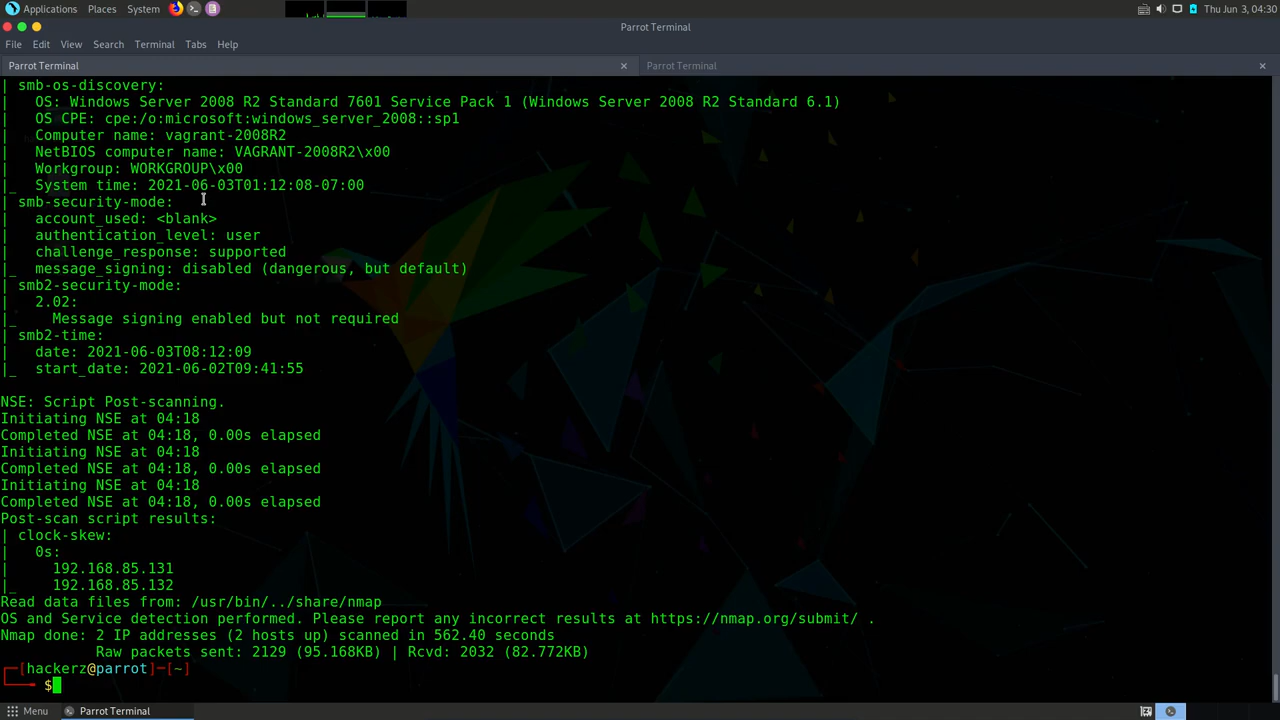 Applications Places System Thu Jun 3, 04:30
Parrot Terminal
File Edit View Search Terminal Tabs Help
Parrot Terminal × Parrot Terminal ×
| smb-os-discovery:
|   OS: Windows Server 2008 R2 Standard 7601 Service Pack 1 (Windows Server 2008 R2 Standard 6.1)
|   OS CPE: cpe:/o:microsoft:windows_server_2008::sp1
|   Computer name: vagrant-2008R2
|   NetBIOS computer name: VAGRANT-2008R2\x00
|   Workgroup: WORKGROUP\x00
|_  System time: 2021-06-03T01:12:08-07:00
| smb-security-mode:
|   account_used: <blank>
|   authentication_level: user
|   challenge_response: supported
|_  message_signing: disabled (dangerous, but default)
| smb2-security-mode:
|   2.02:
|_    Message signing enabled but not required
| smb2-time:
|   date: 2021-06-03T08:12:09
|_  start_date: 2021-06-02T09:41:55
NSE: Script Post-scanning.
Initiating NSE at 04:18
Completed NSE at 04:18, 0.00s elapsed
Initiating NSE at 04:18
Completed NSE at 04:18, 0.00s elapsed
Initiating NSE at 04:18
Completed NSE at 04:18, 0.00s elapsed
Post-scan script results:
| clock-skew:
|   0s:
|     192.168.85.131
|_    192.168.85.132
Read data files from: /usr/bin/../share/nmap
OS and Service detection performed. Please report any incorrect results at https://nmap.org/submit/ .
Nmap done: 2 IP addresses (2 hosts up) scanned in 562.40 seconds
           Raw packets sent: 2129 (95.168KB) | Rcvd: 2032 (82.772KB)
┌─[hackerz@parrot]─[~]
└──╼ $
Menu Parrot Terminal